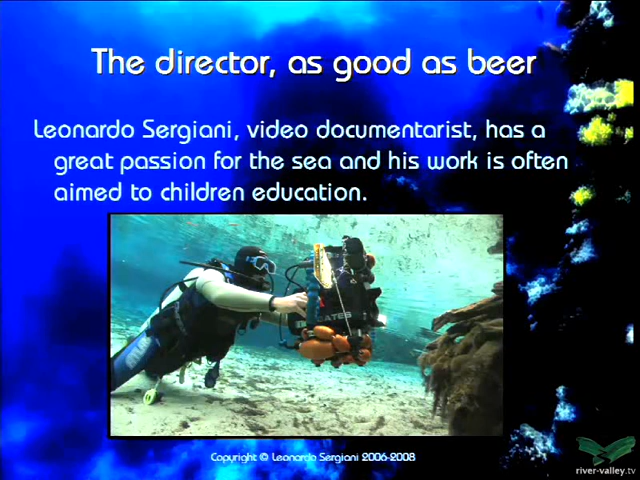 The director, as good as beer
Leonardo Sergiani, video documentarist, has a
great passion for the sea and his work is often
aimed to children education.
Copyright © Leonardo Sergiani 2006-2008
river-valley.tv